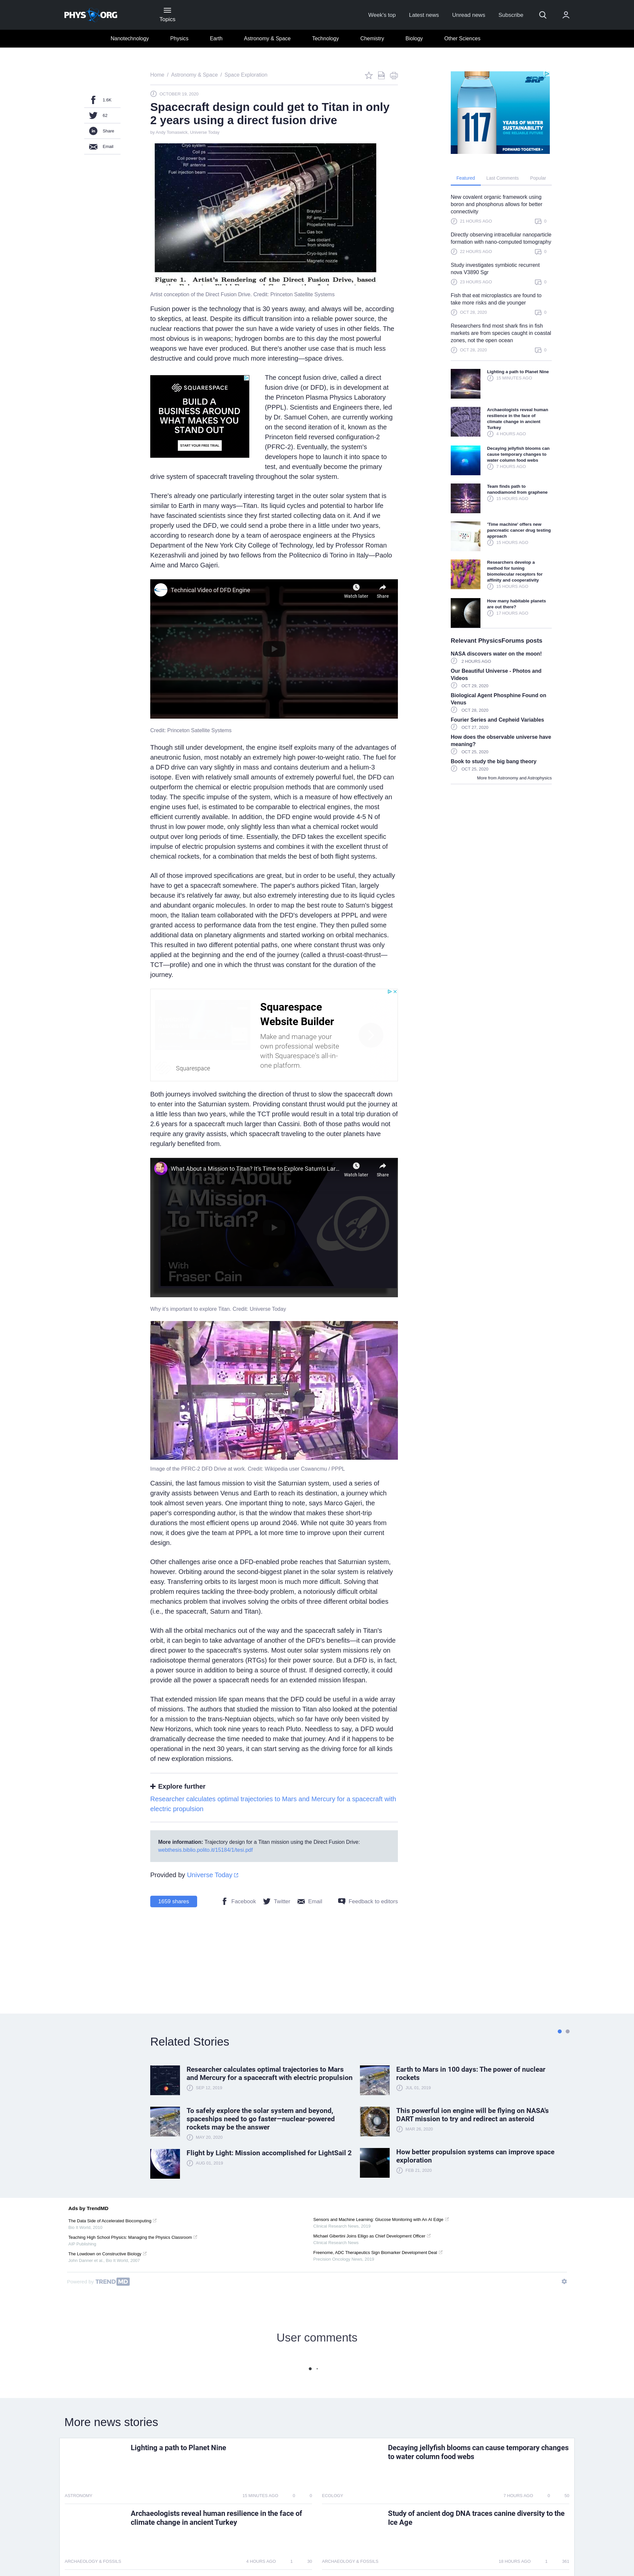 PHYS ORG
Topics
Week's top
Latest news
Unread news
Subscribe
Nanotechnology
Physics
Earth
Astronomy & Space
Technology
Chemistry
Biology
Other Sciences
1.6K
62
Share
Email
Home / Astronomy & Space / Space Exploration
OCTOBER 19, 2020
Spacecraft design could get to Titan in only
2 years using a direct fusion drive
by Andy Tomaswick, Universe Today
Figure 1. Artist's Rendering of the Direct Fusion Drive, based
Artist conception of the Direct Fusion Drive. Credit: Princeton Satellite Systems
Fusion power is the technology that is 30 years away, and always will be, according
to skeptics, at least. Despite its difficult transition into a reliable power source, the
nuclear reactions that power the sun have a wide variety of uses in other fields. The
most obvious is in weapons; hydrogen bombs are to this day the most powerful
weapons we have ever produced. But there's another use case that is much less
destructive and could prove much more interesting—space drives.
SQUARESPACE
BUILD A
BUSINESS AROUND
WHAT MAKES YOU
STAND OUT
START YOUR FREE TRIAL
The concept fusion drive, called a direct
fusion drive (or DFD), is in development at
the Princeton Plasma Physics Laboratory
(PPPL). Scientists and Engineers there, led
by Dr. Samuel Cohen, are currently working
on the second iteration of it, known as the
Princeton field reversed configuration-2
(PFRC-2). Eventually, the system's
developers hope to launch it into space to
test, and eventually become the primary
drive system of spacecraft traveling throughout the solar system.
There's already one particularly interesting target in the outer solar system that is
similar to Earth in many ways—Titan. Its liquid cycles and potential to harbor life
have fascinated scientists since they first started collecting data on it. And if we
properly used the DFD, we could send a probe there in a little under two years,
according to research done by a team of aerospace engineers at the Physics
Department of the New York City College of Technology, led by Professor Roman
Kezerashvili and joined by two fellows from the Politecnico di Torino in Italy—Paolo
Aime and Marco Gajeri.
Technical Video of DFD Engine
Watch later
Share
Credit: Princeton Satellite Systems
Though still under development, the engine itself exploits many of the advantages of
aneutronic fusion, most notably an extremely high power-to-weight ratio. The fuel for
a DFD drive can vary slightly in mass and contains deuterium and a helium-3
isotope. Even with relatively small amounts of extremely powerful fuel, the DFD can
outperform the chemical or electric propulsion methods that are commonly used
today. The specific impulse of the system, which is a measure of how effectively an
engine uses fuel, is estimated to be comparable to electrical engines, the most
efficient currently available. In addition, the DFD engine would provide 4-5 N of
thrust in low power mode, only slightly less than what a chemical rocket would
output over long periods of time. Essentially, the DFD takes the excellent specific
impulse of electric propulsion systems and combines it with the excellent thrust of
chemical rockets, for a combination that melds the best of both flight systems.
All of those improved specifications are great, but in order to be useful, they actually
have to get a spacecraft somewhere. The paper's authors picked Titan, largely
because it's relatively far away, but also extremely interesting due to its liquid cycles
and abundant organic molecules. In order to map the best route to Saturn's biggest
moon, the Italian team collaborated with the DFD's developers at PPPL and were
granted access to performance data from the test engine. They then pulled some
additional data on planetary alignments and started working on orbital mechanics.
This resulted in two different potential paths, one where constant thrust was only
applied at the beginning and the end of the journey (called a thrust-coast-thrust—
TCT—profile) and one in which the thrust was constant for the duration of the
journey.
Squarespace
Website Builder
Make and manage your
own professional website
with Squarespace's all-in-
one platform.
Squarespace
Both journeys involved switching the direction of thrust to slow the spacecraft down
to enter into the Saturnian system. Providing constant thrust would put the journey at
a little less than two years, while the TCT profile would result in a total trip duration of
2.6 years for a spacecraft much larger than Cassini. Both of those paths would not
require any gravity assists, which spacecraft traveling to the outer planets have
regularly benefited from.
What About a Mission to Titan? It's Time to Explore Saturn's Lar...
Watch later
Share
What About
A Mission
To Titan?
With
Fraser Cain
Why it's important to explore Titan. Credit: Universe Today
Image of the PFRC-2 DFD Drive at work. Credit: Wikipedia user Cswancmu / PPPL
Cassini, the last famous mission to visit the Saturnian system, used a series of
gravity assists between Venus and Earth to reach its destination, a journey which
took almost seven years. One important thing to note, says Marco Gajeri, the
paper's corresponding author, is that the window that makes these short-trip
durations the most efficient opens up around 2046. While not quite 30 years from
now, it does give the team at PPPL a lot more time to improve upon their current
design.
Other challenges arise once a DFD-enabled probe reaches that Saturnian system,
however. Orbiting around the second-biggest planet in the solar system is relatively
easy. Transferring orbits to its largest moon is much more difficult. Solving that
problem requires tackling the three-body problem, a notoriously difficult orbital
mechanics problem that involves solving the orbits of three different orbital bodies
(i.e., the spacecraft, Saturn and Titan).
With all the orbital mechanics out of the way and the spacecraft safely in Titan's
orbit, it can begin to take advantage of another of the DFD's benefits—it can provide
direct power to the spacecraft's systems. Most outer solar system missions rely on
radioisotope thermal generators (RTGs) for their power source. But a DFD is, in fact,
a power source in addition to being a source of thrust. If designed correctly, it could
provide all the power a spacecraft needs for an extended mission lifespan.
That extended mission life span means that the DFD could be useful in a wide array
of missions. The authors that studied the mission to Titan also looked at the potential
for a mission to the trans-Neptuian objects, which so far have only been visited by
New Horizons, which took nine years to reach Pluto. Needless to say, a DFD would
dramatically decrease the time needed to make that journey. And if it happens to be
operational in the next 30 years, it can start serving as the driving force for all kinds
of new exploration missions.
Explore further
Researcher calculates optimal trajectories to Mars and Mercury for a spacecraft with
electric propulsion
More information: Trajectory design for a Titan mission using the Direct Fusion Drive:
webthesis.biblio.polito.it/15184/1/tesi.pdf
Provided by Universe Today
1659 shares
Facebook
Twitter
Email
Feedback to editors
SRP
117
YEARS OF WATER
SUSTAINABILITY
FORWARD TOGETHER >
Featured
Last Comments
Popular
New covalent organic framework using
boron and phosphorus allows for better
connectivity
21 HOURS AGO
0
Directly observing intracellular nanoparticle
formation with nano-computed tomography
22 HOURS AGO
0
Study investigates symbiotic recurrent
nova V3890 Sgr
23 HOURS AGO
0
Fish that eat microplastics are found to
take more risks and die younger
OCT 28, 2020
0
Researchers find most shark fins in fish
markets are from species caught in coastal
zones, not the open ocean
OCT 28, 2020
0
Lighting a path to Planet Nine
15 MINUTES AGO
Archaeologists reveal human
resilience in the face of
climate change in ancient
Turkey
4 HOURS AGO
Decaying jellyfish blooms can
cause temporary changes to
water column food webs
7 HOURS AGO
Team finds path to
nanodiamond from graphene
15 HOURS AGO
'Time machine' offers new
pancreatic cancer drug testing
approach
15 HOURS AGO
Researchers develop a
method for tuning
biomolecular receptors for
affinity and cooperativity
15 HOURS AGO
How many habitable planets
are out there?
17 HOURS AGO
Relevant PhysicsForums posts
NASA discovers water on the moon!
2 HOURS AGO
Our Beautiful Universe - Photos and
Videos
OCT 29, 2020
Biological Agent Phosphine Found on
Venus
OCT 28, 2020
Fourier Series and Cepheid Variables
OCT 27, 2020
How does the observable universe have
meaning?
OCT 25, 2020
Book to study the big bang theory
OCT 25, 2020
More from Astronomy and Astrophysics
Related Stories
Researcher calculates optimal trajectories to Mars
and Mercury for a spacecraft with electric propulsion
SEP 12, 2019
Earth to Mars in 100 days: The power of nuclear
rockets
JUL 01, 2019
To safely explore the solar system and beyond,
spaceships need to go faster—nuclear-powered
rockets may be the answer
MAY 20, 2020
This powerful ion engine will be flying on NASA's
DART mission to try and redirect an asteroid
MAR 26, 2020
Flight by Light: Mission accomplished for LightSail 2
AUG 01, 2019
How better propulsion systems can improve space
exploration
FEB 11, 2020
Ads by TrendMD
The Data Side of Accelerated Biocomputing
Bio It World, 2010
Teaching High School Physics: Managing the Physics Classroom
AIP Publishing
The Lowdown on Constructive Biology
Sensors and Machine Learning: Glucose Monitoring with An AI Edge
Clinical Research News, 2019
Michael Gibertini Joins Elligo as Chief Development Officer
Clinical Research News
Freenome, ADC Therapeutics Sign Biomarker Development Deal
Precision Oncology News, 2019
Powered by TREND MD
User comments
More news stories
Lighting a path to Planet Nine
ASTRONOMY
15 MINUTES AGO
0
0
Decaying jellyfish blooms can cause temporary changes
to water column food webs
ECOLOGY
7 HOURS AGO
0
Archaeologists reveal human resilience in the face of
climate change in ancient Turkey
ARCHAEOLOGY & FOSSILS
4 HOURS AGO
1
Study of ancient dog DNA traces canine diversity to the
Ice Age
ARCHAEOLOGY & FOSSILS
1